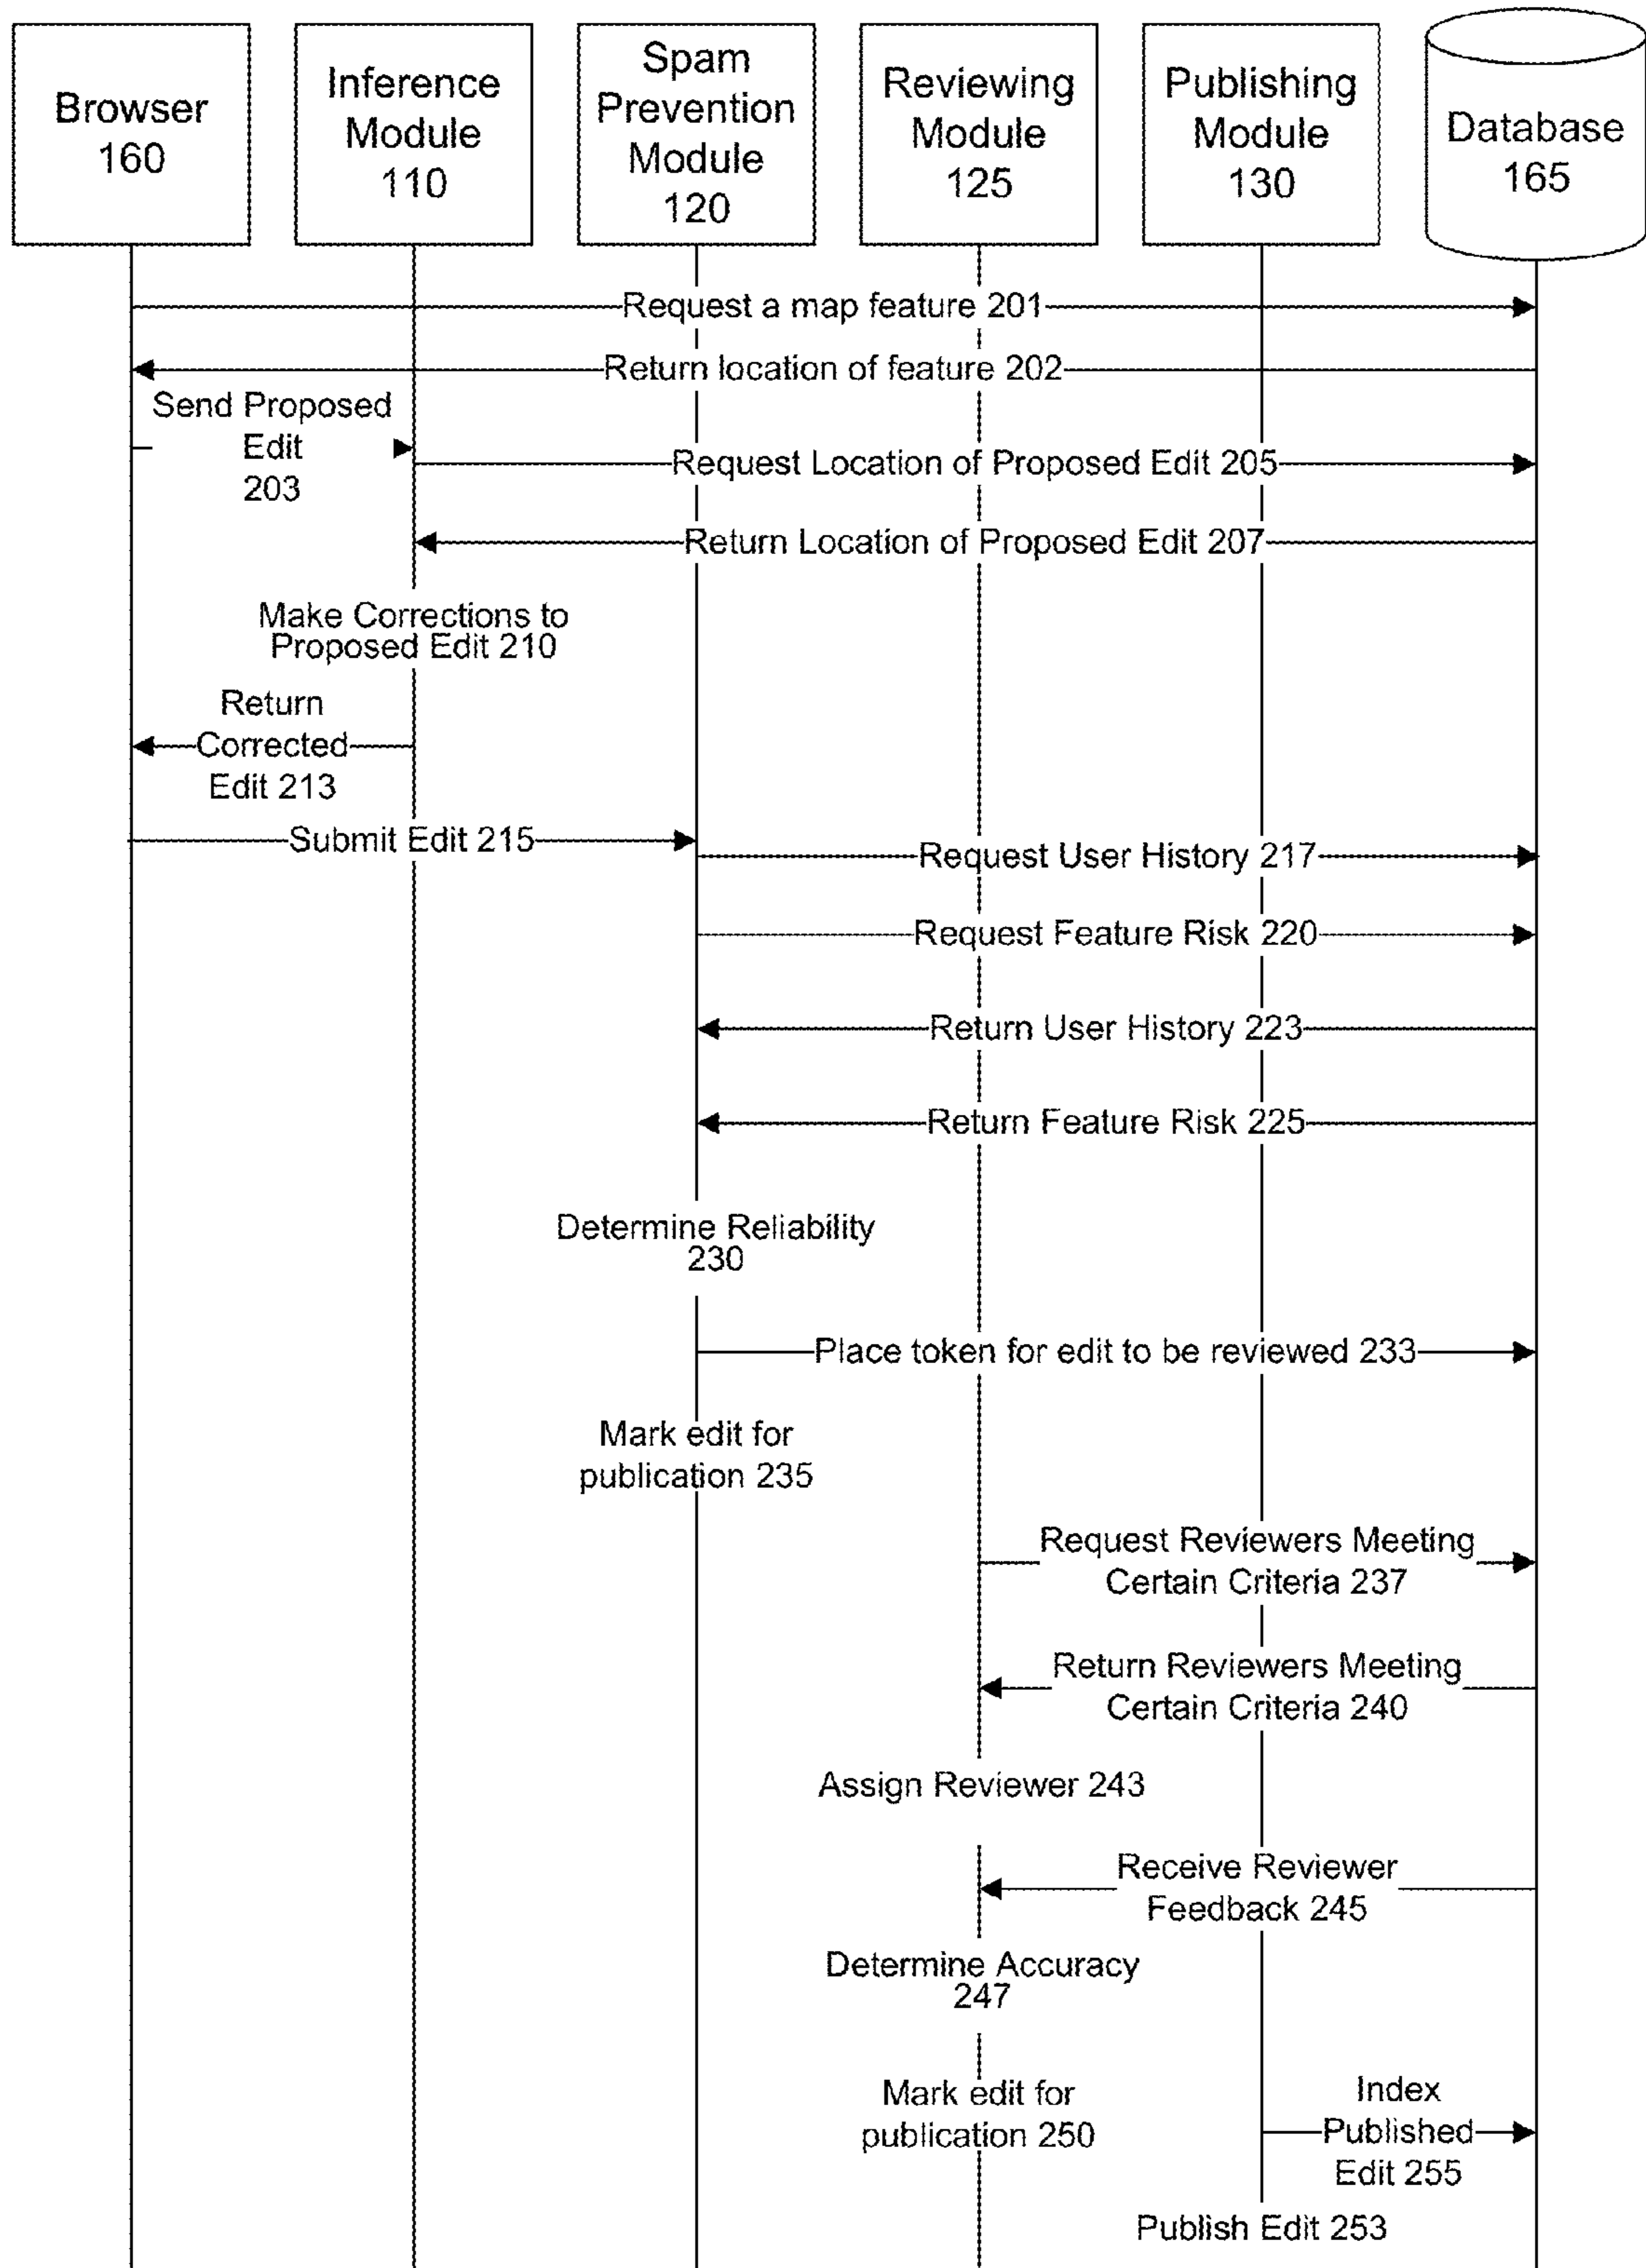 Browser
160
Inference
Module
110
Spam
Prevention
Module
120
Reviewing
Module
125
Publishing
Module
130
Database
165
Request a map feature 201
Return location of feature 202
Send Proposed
Edit
203
Request Location of Proposed Edit 205
Return Location of Proposed Edit 207
Make Corrections to
Proposed Edit 210
Return
Corrected
Edit 213
Submit Edit 215
Request User History 217
Request Feature Risk 220
Return User History 223
Return Feature Risk 225
Determine Reliability
230
Place token for edit to be reviewed 233
Mark edit for
publication 235
Request Reviewers Meeting
Certain Criteria 237
Return Reviewers Meeting
Certain Criteria 240
Assign Reviewer 243
Receive Reviewer
Feedback 245
Determine Accuracy
247
Mark edit for
publication 250
Index
Published
Edit 255
Publish Edit 253